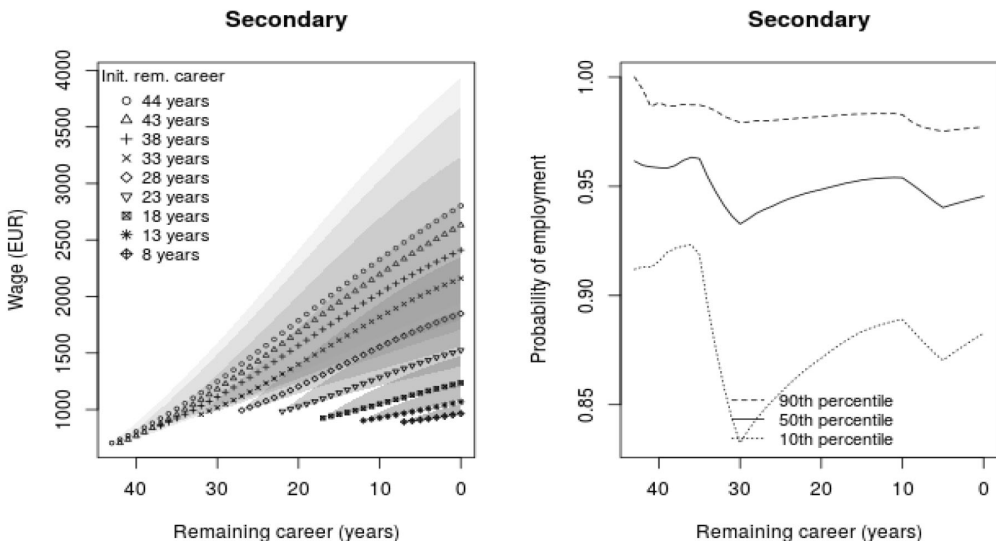 Secondary
Wage (EUR)
4000
3500
3000
2500
2000
1500
1000
Init. rem. career
44 years
43 years
38 years
33 years
28 years
23 years
18 years
13 years
8 years
40 30 20 10 0
Remaining career (years)
Secondary
Probability of employment
1.00
0.95
0.90
0.85
90th percentile
50th percentile
10th percentile
40 30 20 10 0
Remaining career (years)